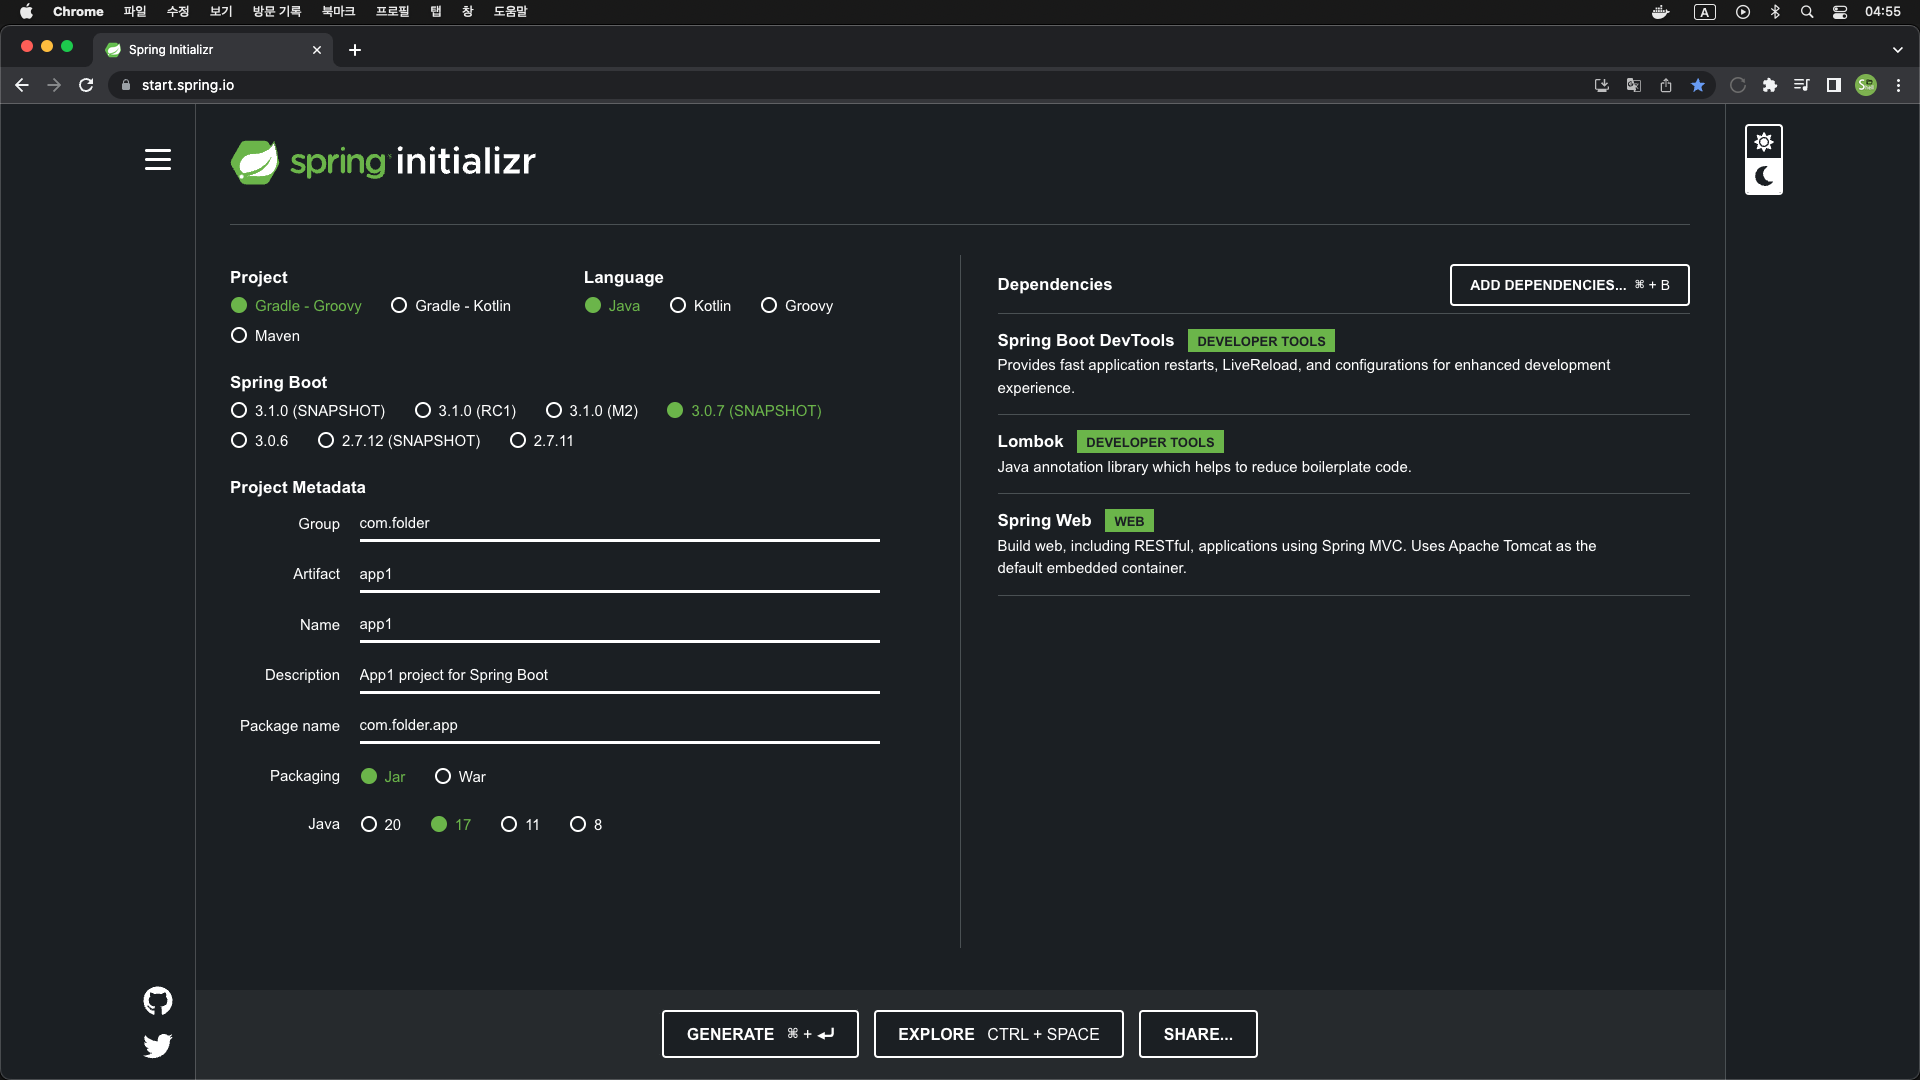 Chrome 파일 수정 보기 방문 기록 북마크 프로필 탭 창 도움말 A 04:55
Spring Initializr
start.spring.io
spring initializr
Project
Gradle - Groovy Gradle - Kotlin
Maven
Language
Java Kotlin Groovy
Spring Boot
3.1.0 (SNAPSHOT) 3.1.0 (RC1) 3.1.0 (M2) 3.0.7 (SNAPSHOT)
3.0.6 2.7.12 (SNAPSHOT) 2.7.11
Project Metadata
Group com.folder
Artifact app1
Name app1
Description App1 project for Spring Boot
Package name com.folder.app
Packaging Jar War
Java 20 17 11 8
Dependencies
ADD DEPENDENCIES... ⌘ + B
Spring Boot DevTools DEVELOPER TOOLS
Provides fast application restarts, LiveReload, and configurations for enhanced development
experience.
Lombok DEVELOPER TOOLS
Java annotation library which helps to reduce boilerplate code.
Spring Web WEB
Build web, including RESTful, applications using Spring MVC. Uses Apache Tomcat as the
default embedded container.
GENERATE ⌘ + ⏎
EXPLORE CTRL + SPACE
SHARE...